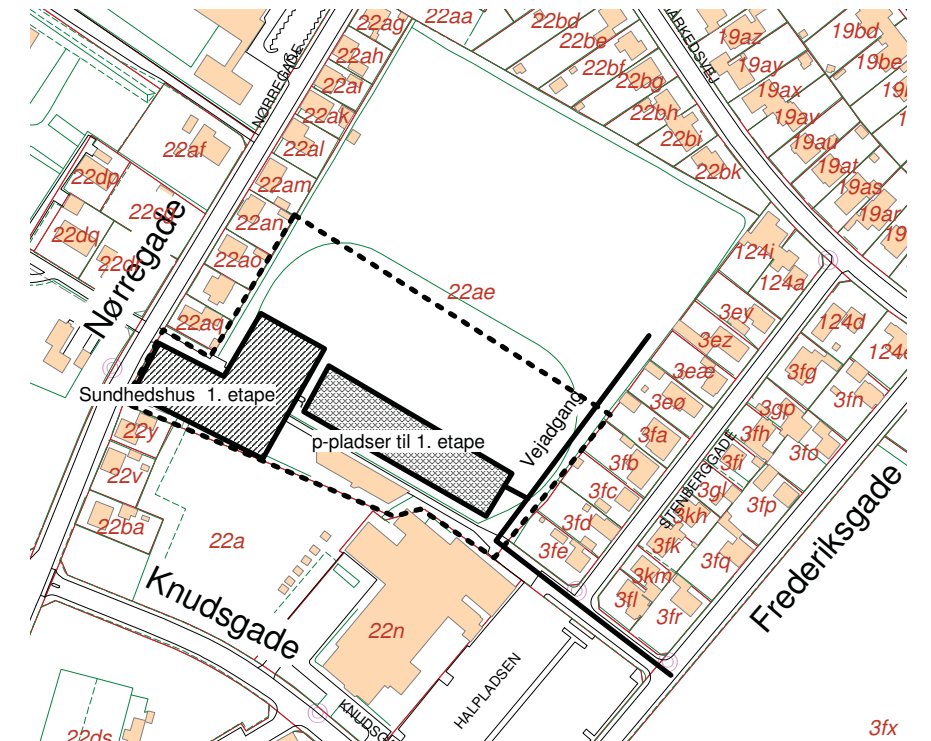 22ag
22aa
22bd
22be
22bf
22bg
22bh
22bi
22bk
19az
19bd
19ay
19be
19ax
19av
19au
19at
19as
19ar
22ah
22ai
22ak
22al
22am
22an
22ao
22aq
NØRREGADE
22af
22dp
22dq
Nørregade
22ae
124i
124a
3ey
3ez
3eæ
3eø
3fa
3fb
3fc
3fd
3fe
124d
3fg
3fn
3gp
3fh
3fo
3fi
3gl
3fp
3kh
3fk
3fq
3km
3fl
3fr
STENBERGGADE
Frederiksgade
Sundhedshus 1. etape
p-pladser til 1. etape
Vejadgang
22y
22v
22ba
22a
Knudsgade
22n
HALPLADSEN
22ds
3fx